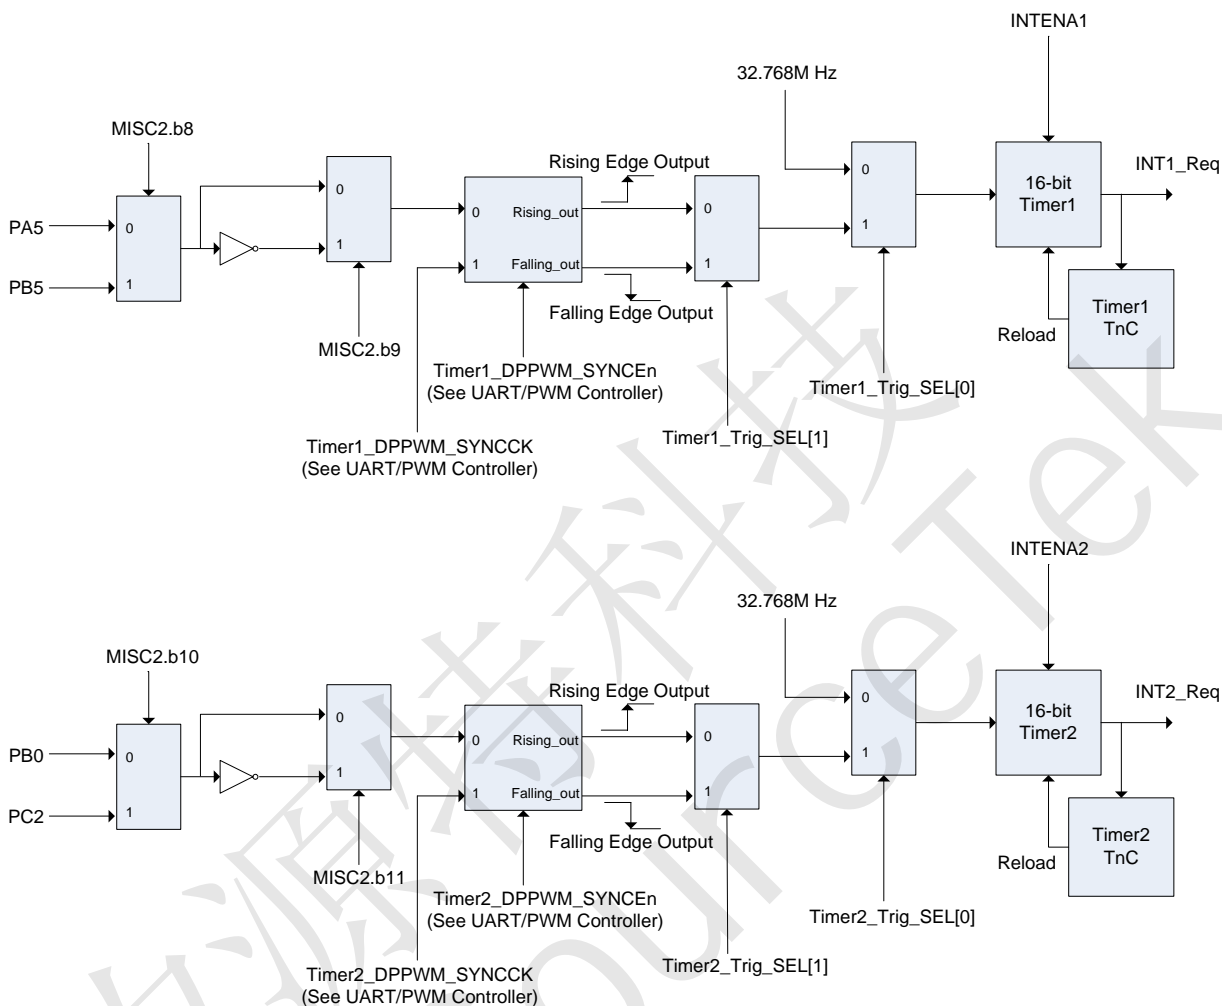 INTENA1
32.768M Hz
MISC2.b8
Rising Edge Output
INT1_Req
0
0
16-bit
Timer1
PA5
0
0
Rising_out
0
1
1
1
Falling_out
1
PB5
1
Falling Edge Output
Timer1
TnC
Reload
MISC2.b9
Timer1_DPPWM_SYNCEn
(See UART/PWM Controller)
Timer1_Trig_SEL[0]
Timer1_DPPWM_SYNCCK
(See UART/PWM Controller)
Timer1_Trig_SEL[1]
INTENA2
32.768M Hz
MISC2.b10
Rising Edge Output
INT2_Req
0
0
16-bit
Timer2
PB0
0
0
Rising_out
0
1
1
1
Falling_out
1
PC2
1
Falling Edge Output
Timer2
TnC
Reload
MISC2.b11
Timer2_DPPWM_SYNCEn
(See UART/PWM Controller)
Timer2_Trig_SEL[0]
Timer2_DPPWM_SYNCCK
(See UART/PWM Controller)
Timer2_Trig_SEL[1]
源特科技
ourceTek